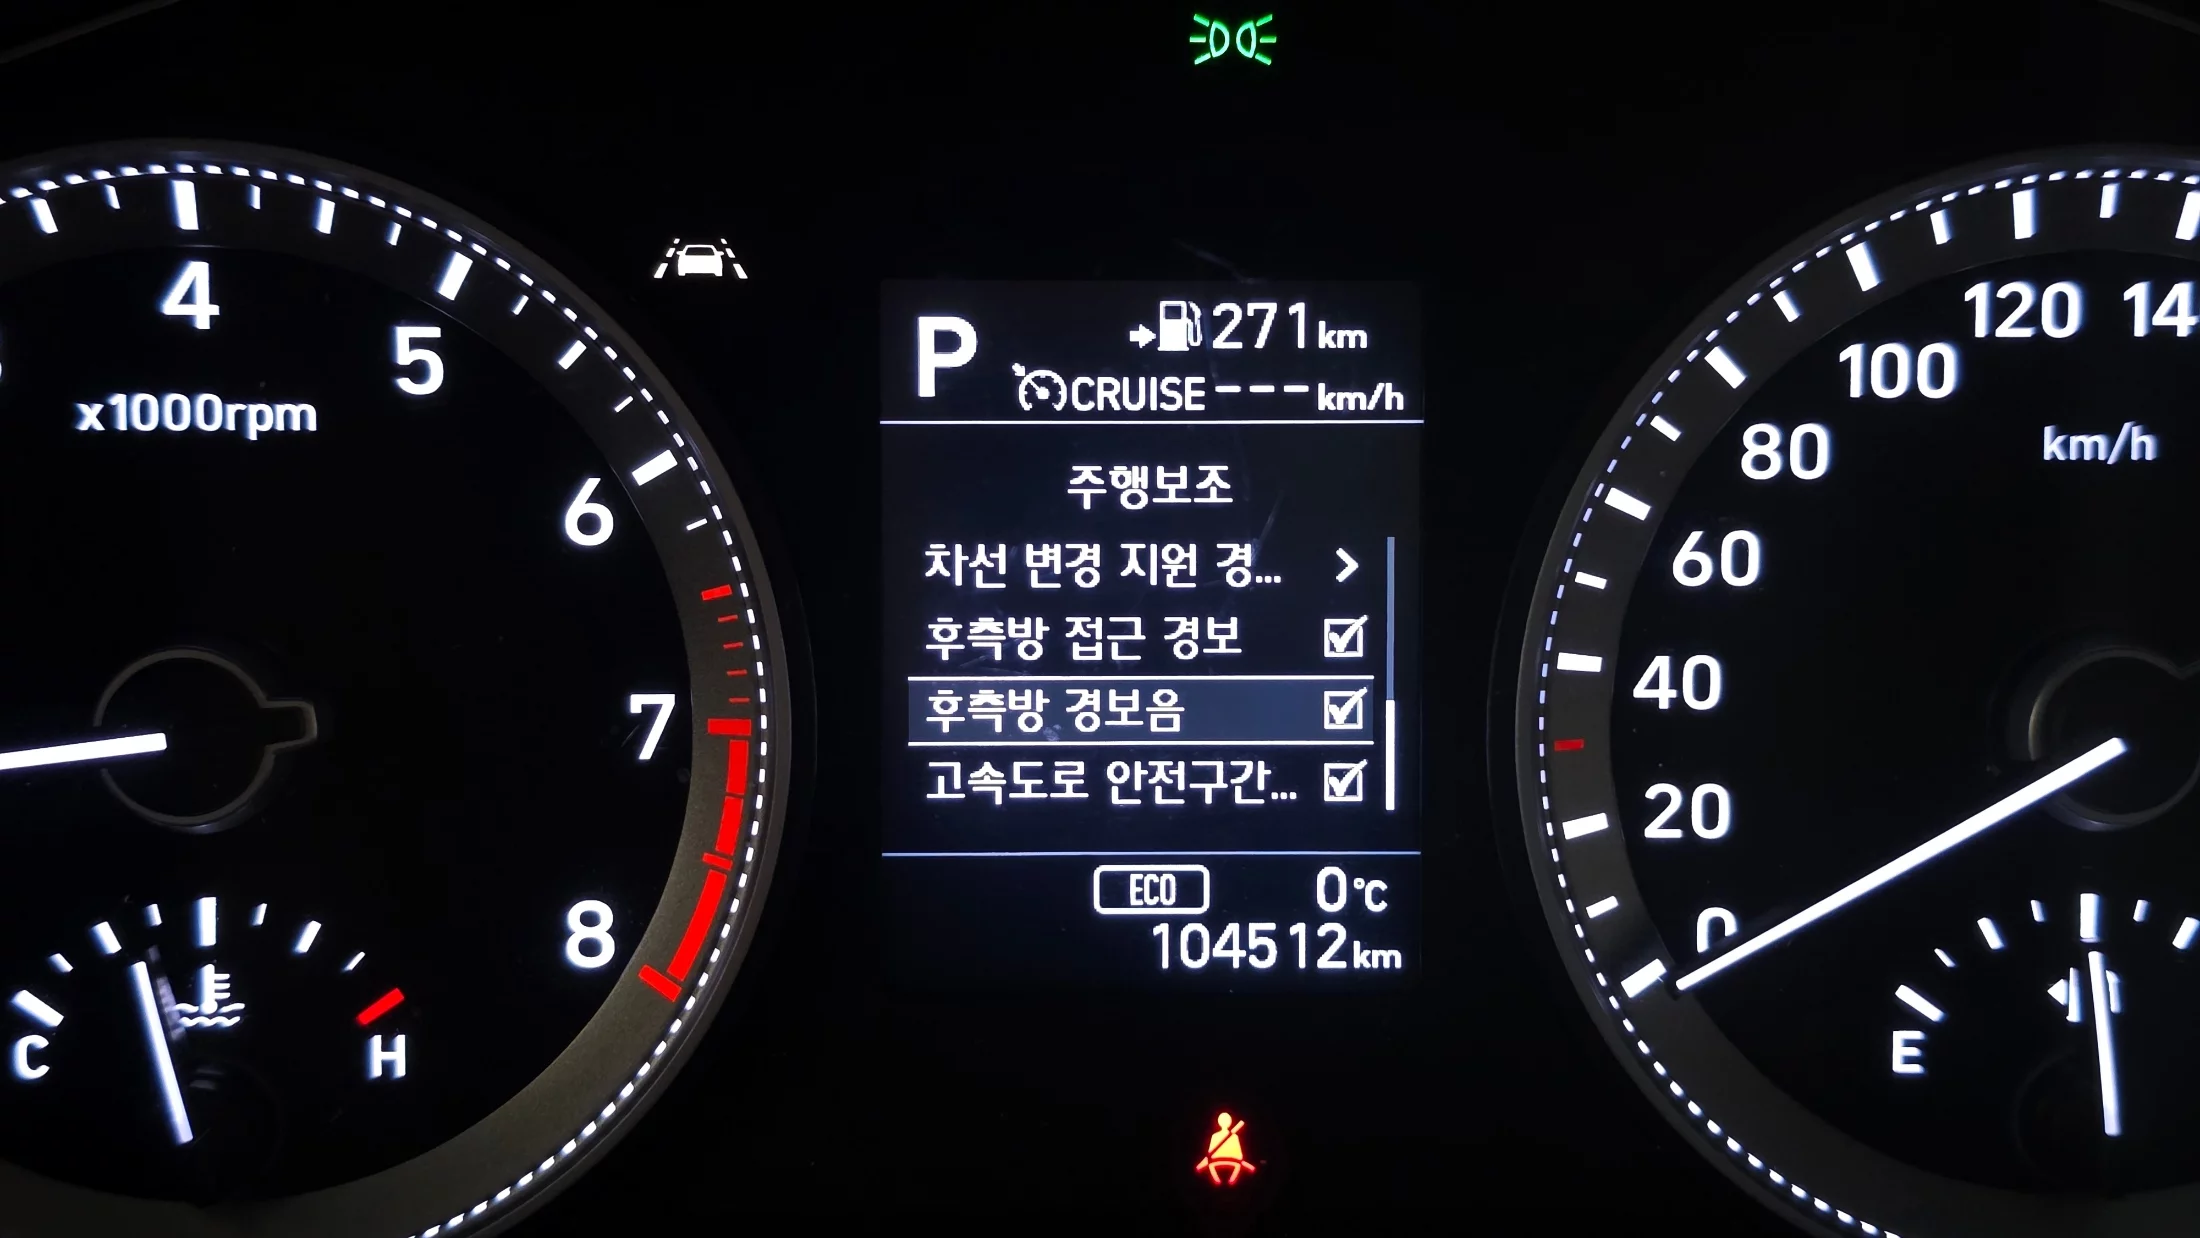 4
5
x1000rpm
6
7
8
C
H
P
271km
CRUISE ---km/h
주행보조
차선 변경 지원 경...
후측방 접근 경보
후측방 경보음
고속도로 안전구간...
ECO
0°C
104512km
120
100
km/h
80
60
40
20
0
E